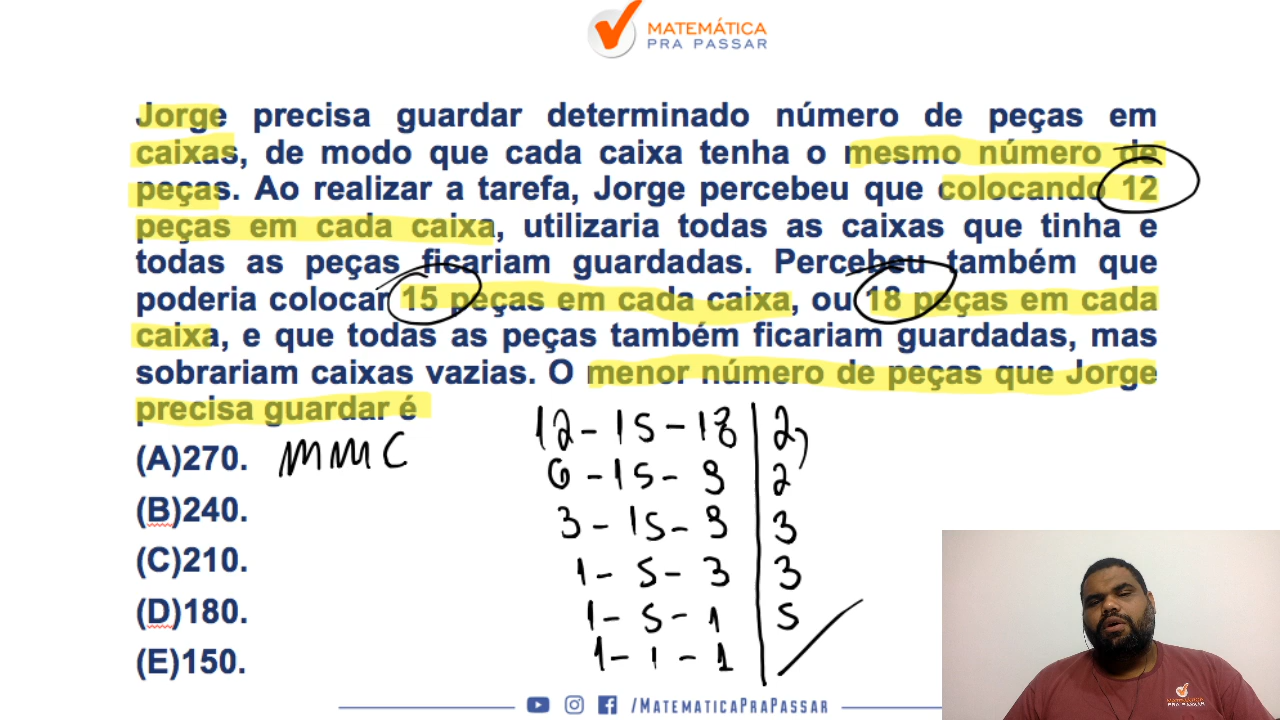 MATEMÁTICA
PRA PASSAR
Jorge precisa guardar determinado número de peças em
caixas, de modo que cada caixa tenha o mesmo número de
peças. Ao realizar a tarefa, Jorge percebeu que colocando 12
peças em cada caixa, utilizaria todas as caixas que tinha e
todas as peças ficariam guardadas. Percebeu também que
poderia colocar 15 peças em cada caixa, ou 18 peças em cada
caixa, e que todas as peças também ficariam guardadas, mas
sobrariam caixas vazias. O menor número de peças que Jorge
precisa guardar é
12 - 15 - 18 | 2,
(A)270. MMC
6 - 15 - 9 | 2
(B)240.
3 - 15 - 9 | 3
(C)210.
1 - 5 - 3 | 3
(D)180.
1 - 5 - 1 | 5
(E)150.
1 - 1 - 1
MATEMÁTICA
PRA PASSAR
/MATEMATICAPRAPASSAR